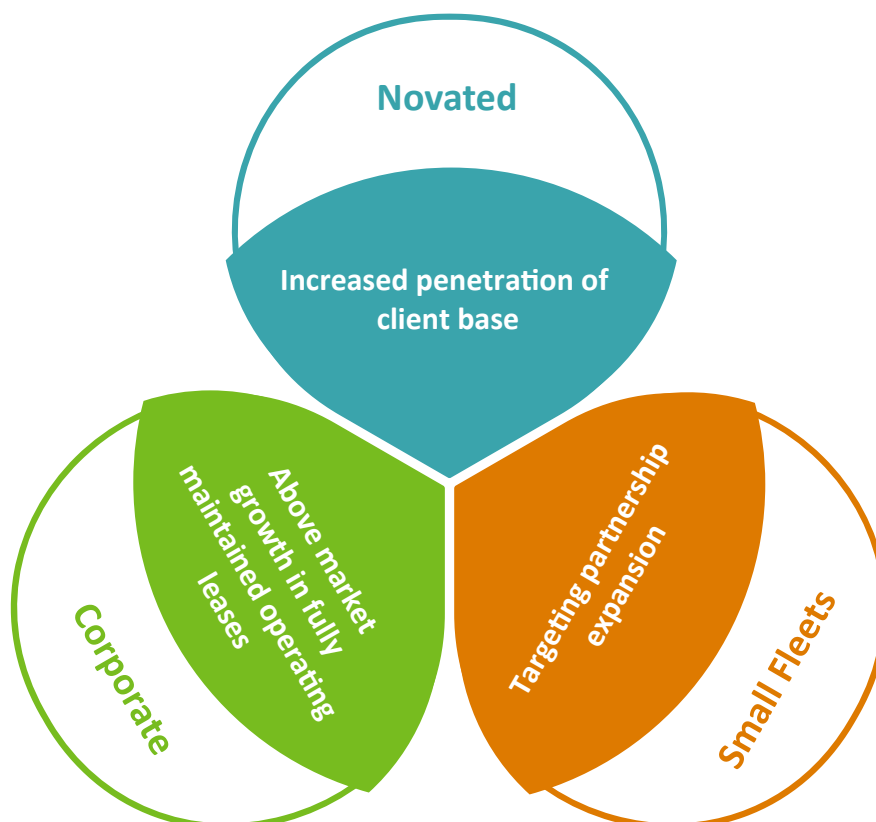 Novated
Increased penetration of
client base
Above market
growth in fully
maintained operating
leases
Corporate
Targeting partnership
expansion
Small Fleets